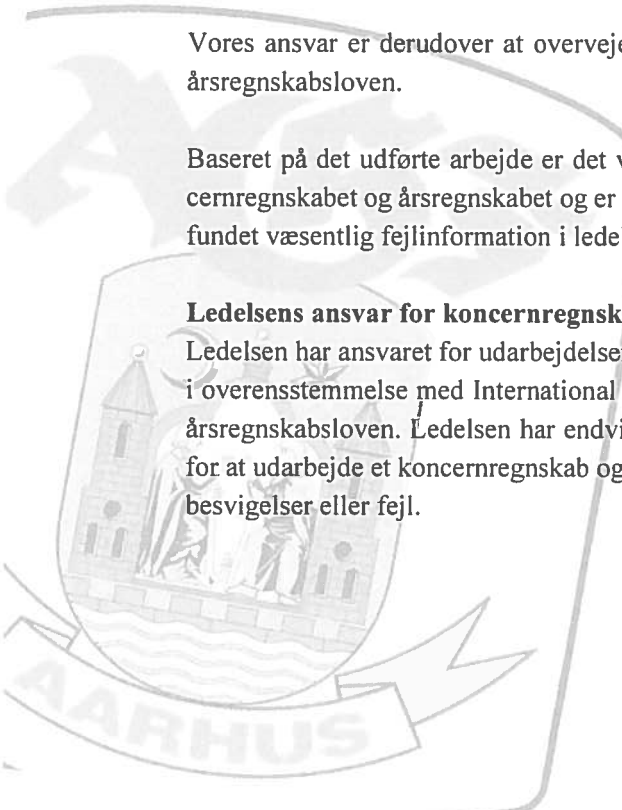 Vores ansvar er derudover at overveje
årsregnskabsloven.
Baseret på det udførte arbejde er det
cernregnskabet og årsregnskabet og er
fundet væsentlig fejlinformation i lede
Ledelsens ansvar for koncernregnsk
Ledelsen har ansvaret for udarbejdelse
i overensstemmelse med International
årsregnskabsloven. Ledelsen har endvi
for at udarbejde et koncernregnskab og
besvigelser eller fejl.
AARHUS